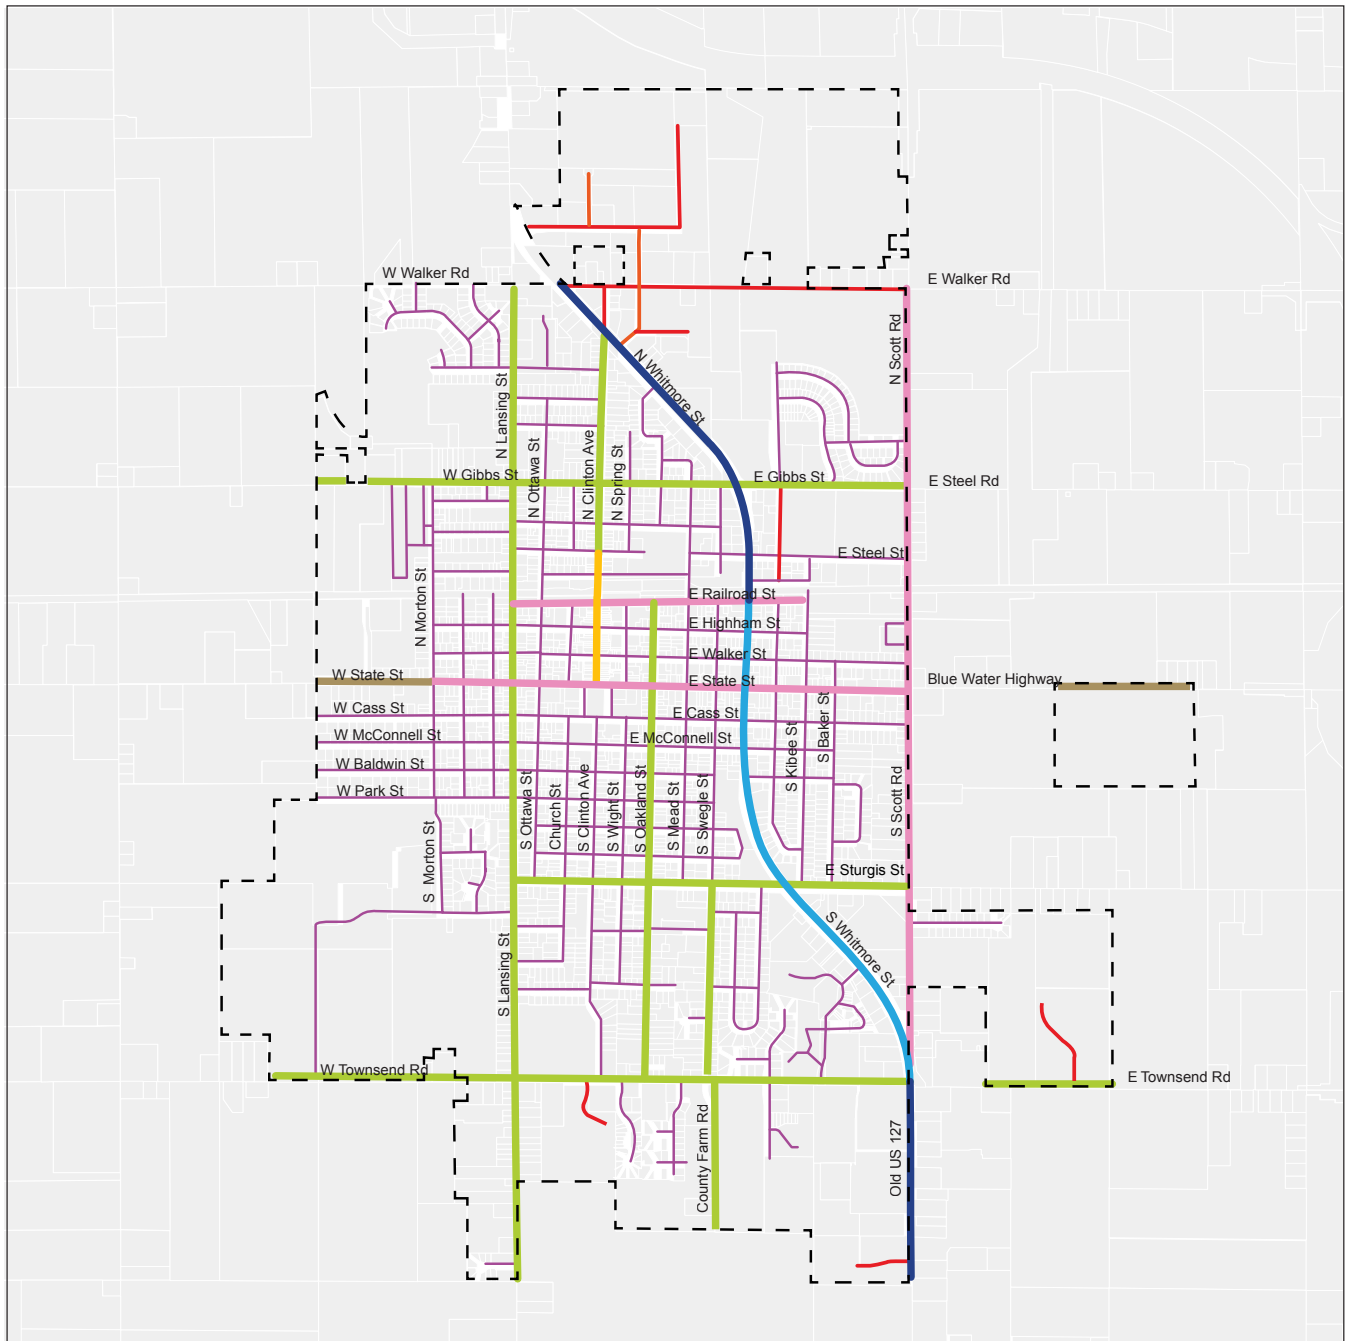 W Walker Rd
E Walker Rd
N Scott Rd
N Whitmore St
N Lansing St
N Ottawa St
N Clinton Ave
N Spring St
W Gibbs St
E Gibbs St
E Steel Rd
E Steel St
N Morton St
E Railroad St
E Highham St
E Walker St
W State St
E State St
Blue Water Highway
W Cass St
E Cass St
W McConnell St
E McConnell St
W Baldwin St
W Park St
S Kibee St
S Baker St
S Scott Rd
S Ottawa St
Church St
S Clinton Ave
S Wight St
S Oakland St
S Mead St
S Swegle St
S Morton St
E Sturgis St
S Whitmore St
S Lansing St
W Townsend Rd
E Townsend Rd
County Farm Rd
Old US 127